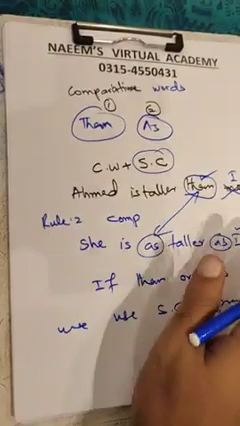 NAEEM'S VIRTUAL ACADEMY
0315-4550431
Comparative words
① ②
Than As
C.W + S.C
Ahmed is taller than I
Rule:2 comp
She is as taller as I
If than or
we use S.C